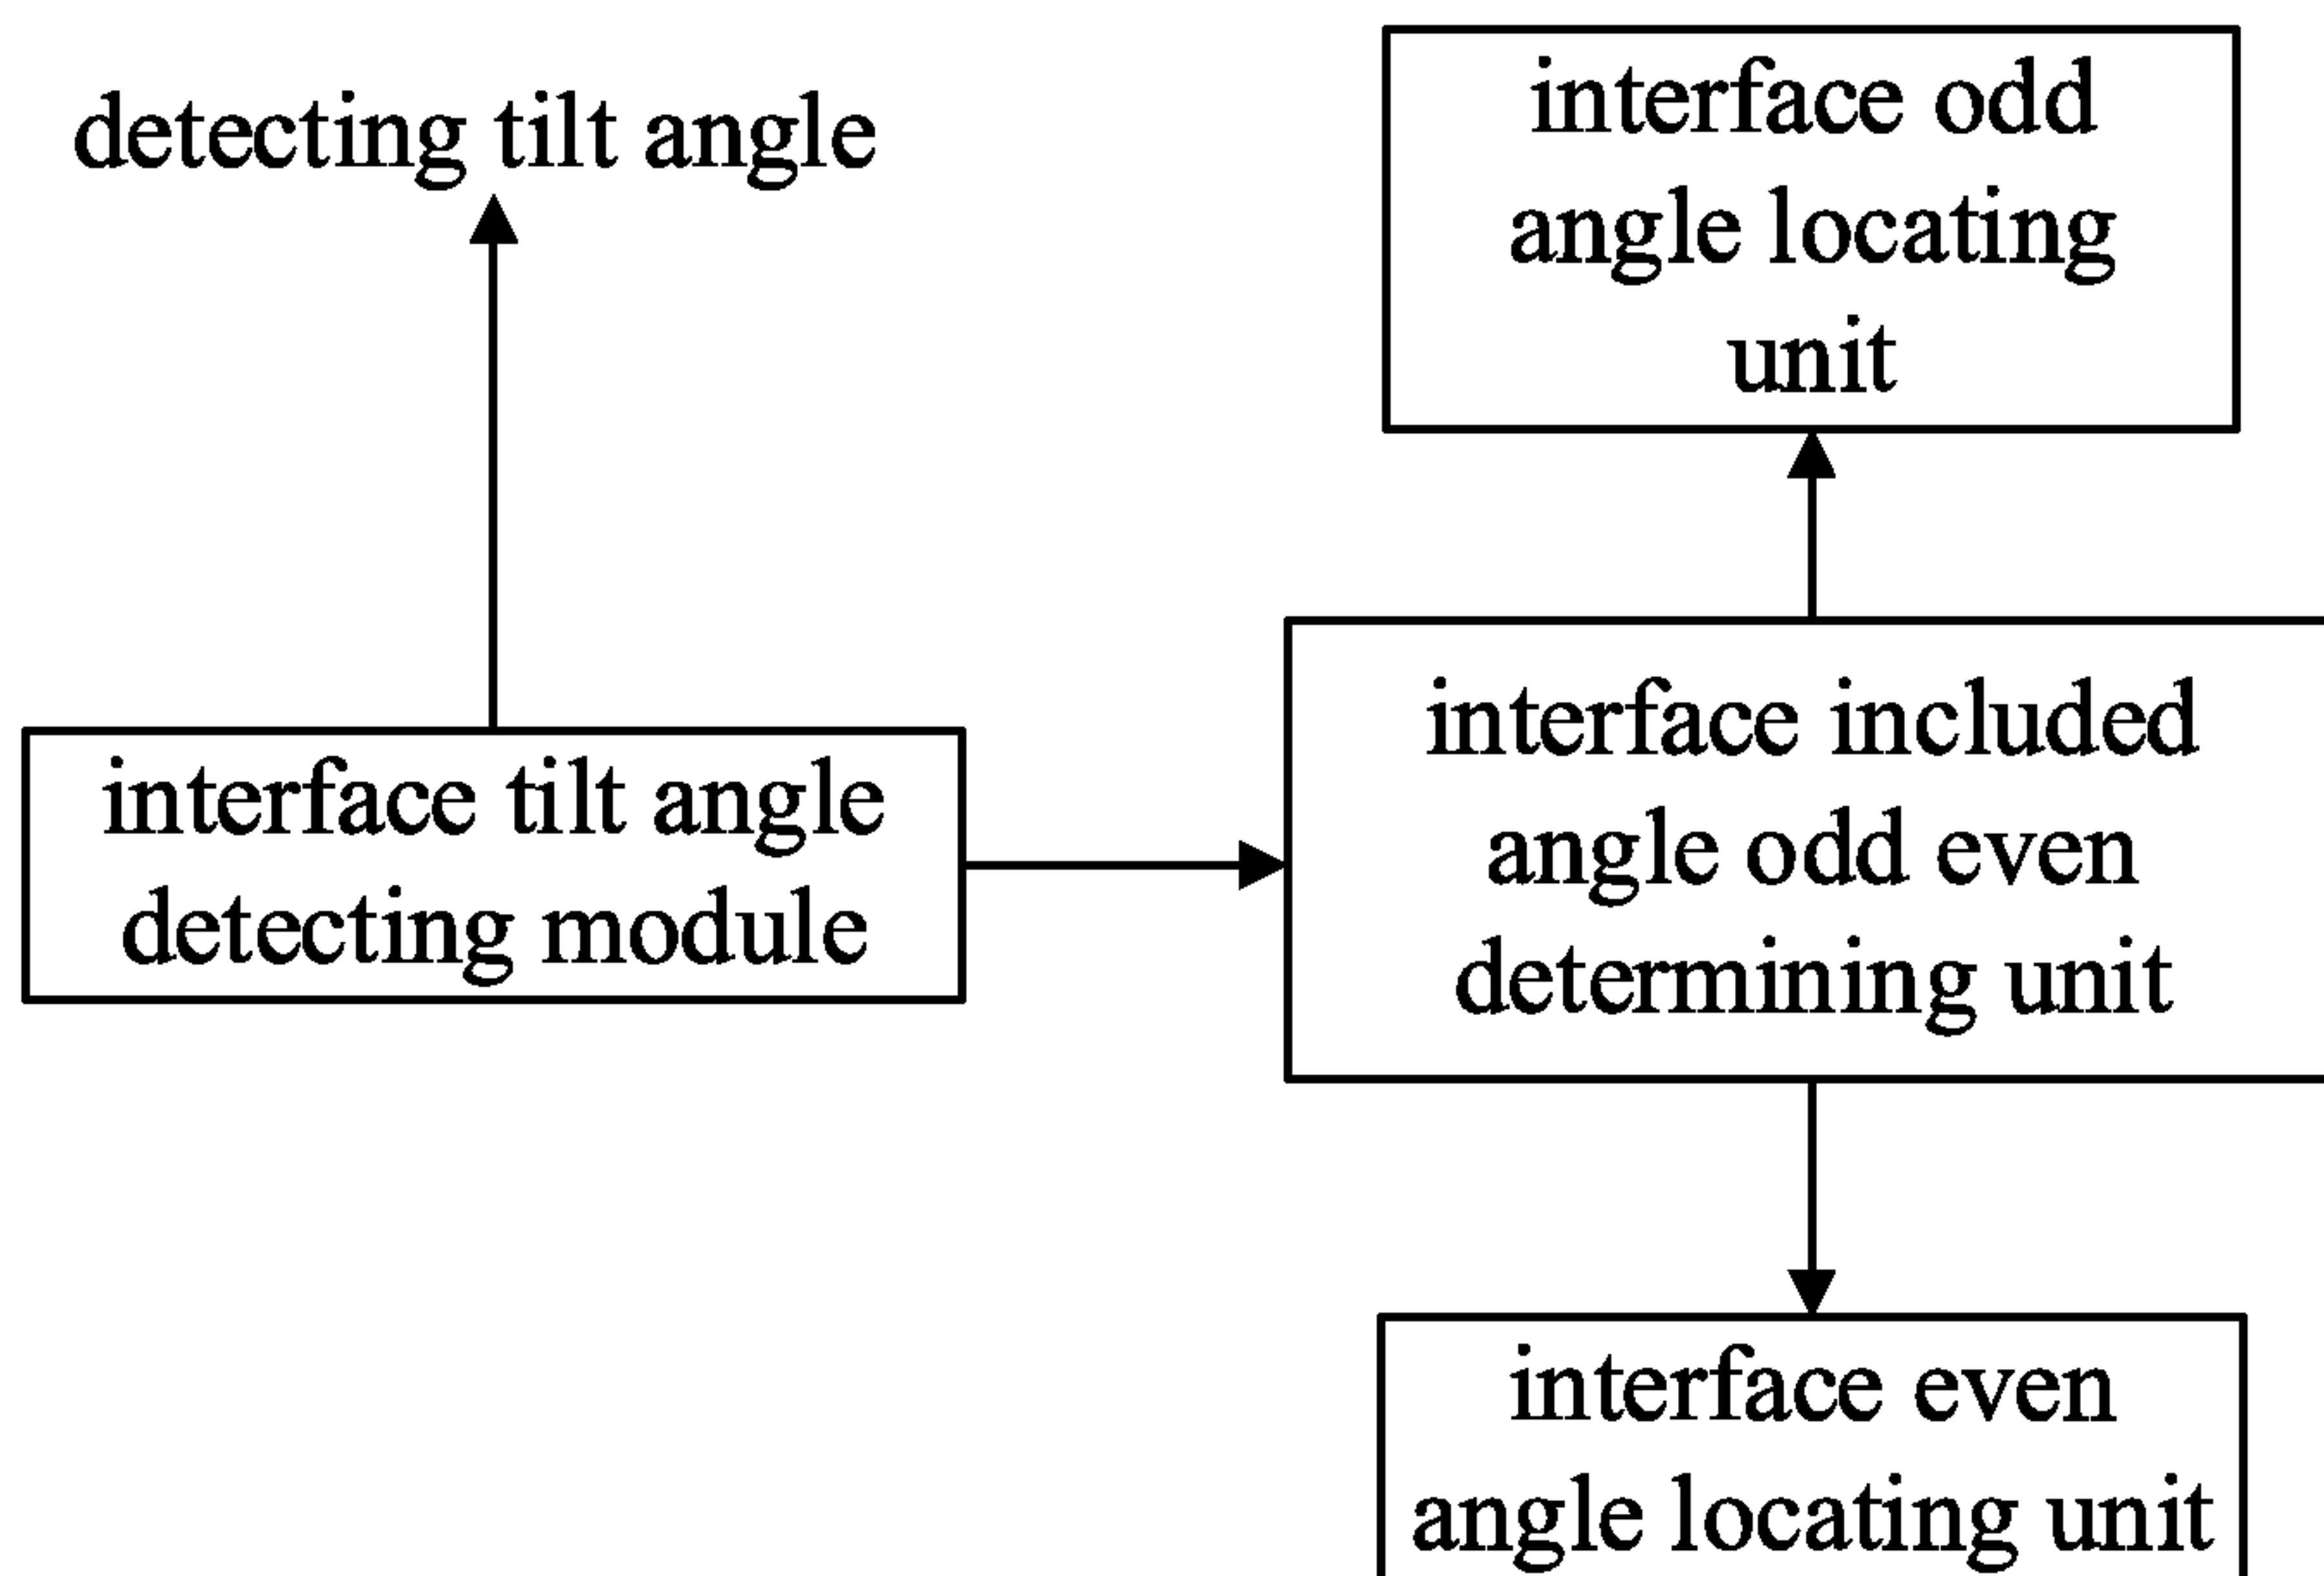 detecting tilt angle
interface odd
angle locating
unit
interface tilt angle
detecting module
interface included
angle odd even
determining unit
interface even
angle locating unit